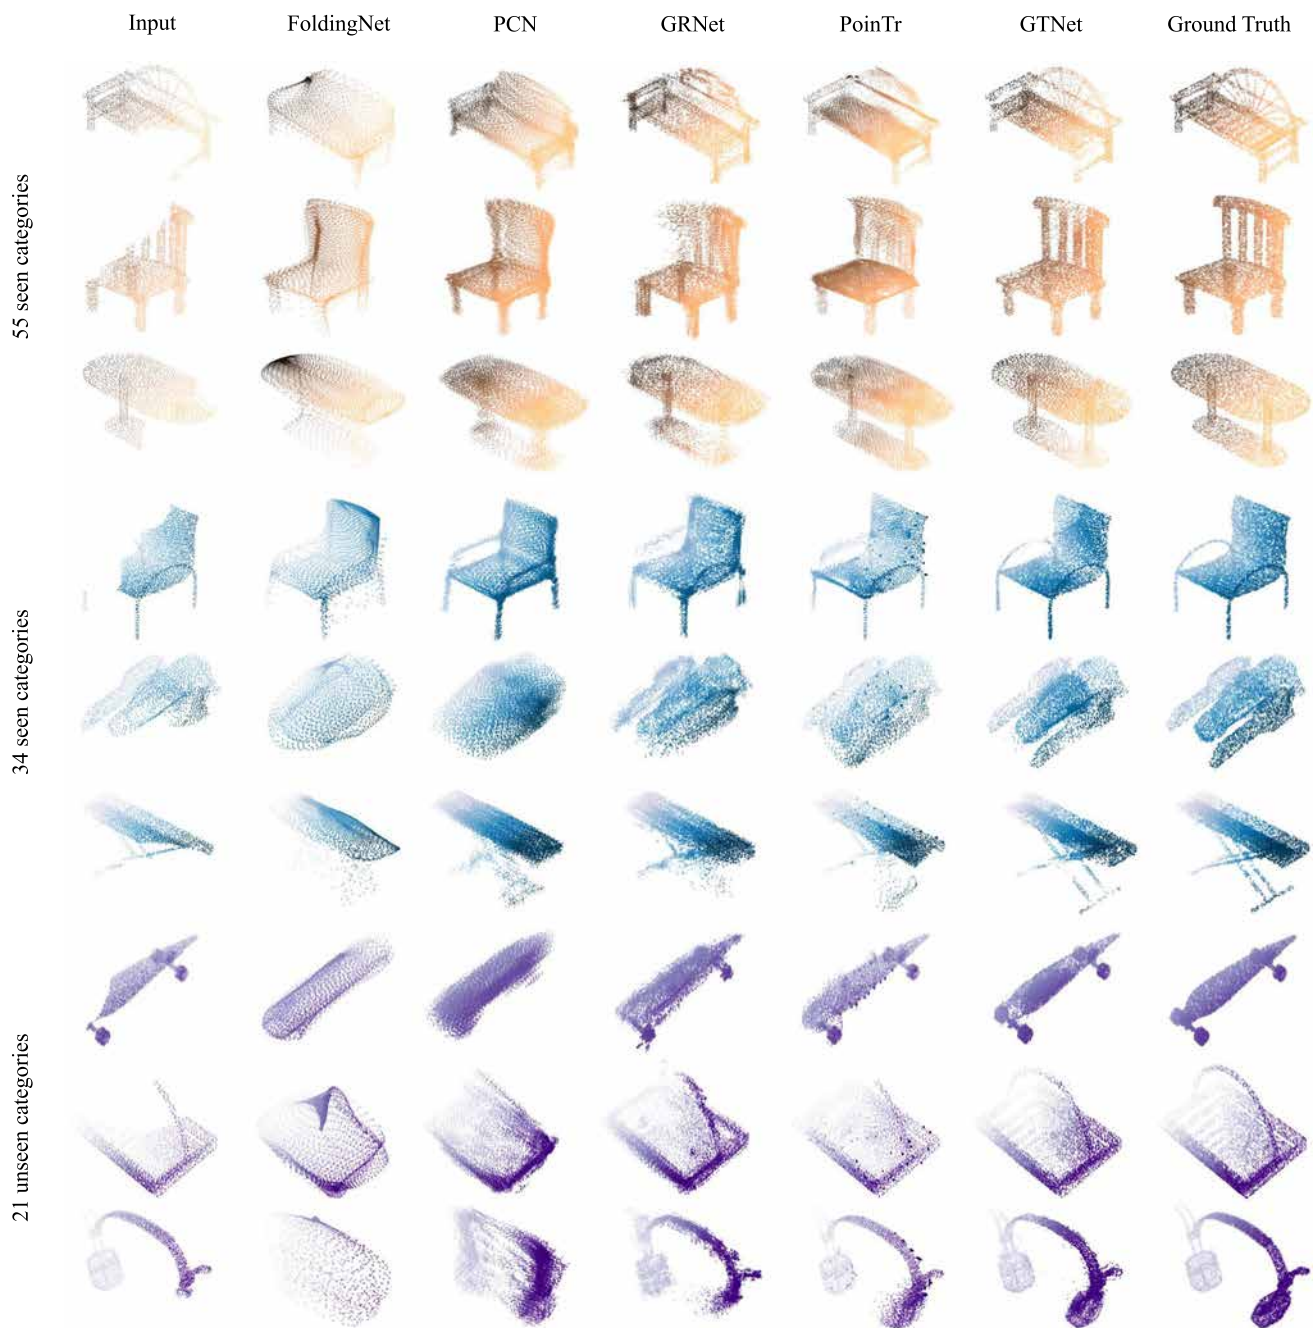 Input FoldingNet PCN GRNet PoinTr GTNet Ground Truth
55 seen categories
34 seen categories
21 unseen categories